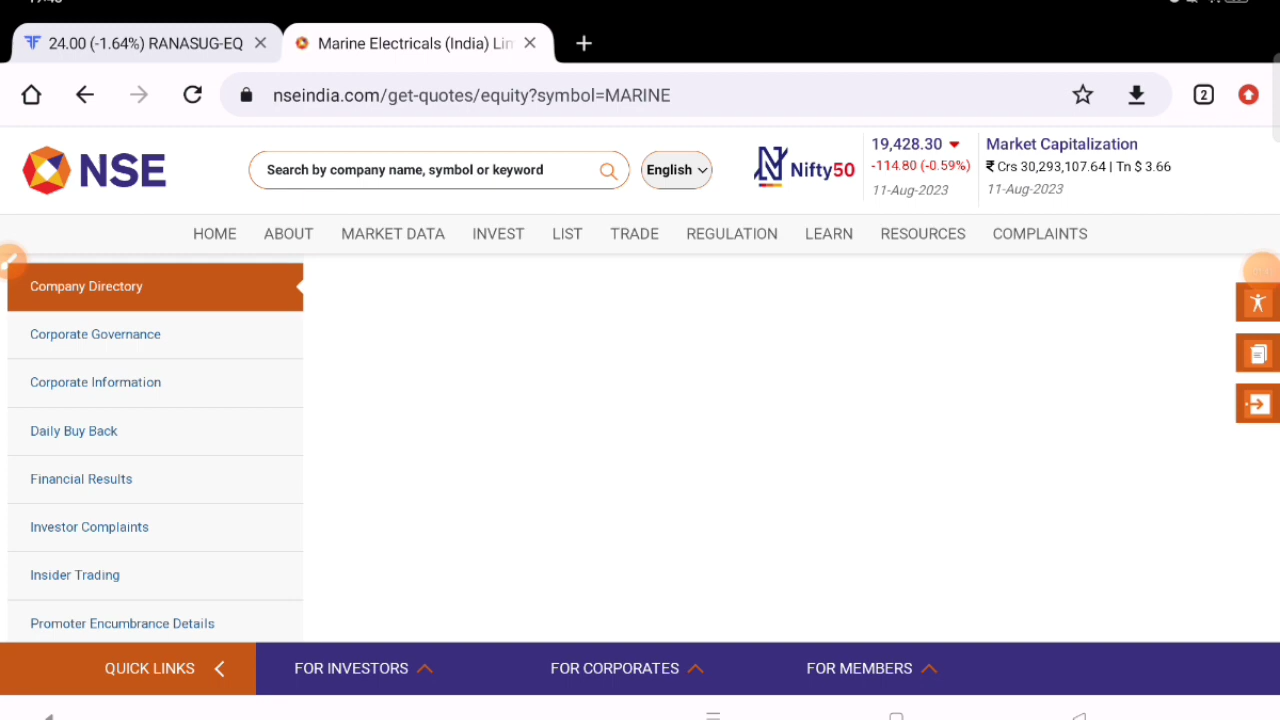 24.00 (-1.64%) RANASUG-EQ
Marine Electricals (India) Lin
nseindia.com/get-quotes/equity?symbol=MARINE
2
NSE
Search by company name, symbol or keyword
English
Nifty50
19,428.30
-114.80 (-0.59%)
11-Aug-2023
Market Capitalization
₹ Crs 30,293,107.64 | Tn $ 3.66
11-Aug-2023
HOME ABOUT MARKET DATA INVEST LIST TRADE REGULATION LEARN RESOURCES COMPLAINTS
Company Directory
Corporate Governance
Corporate Information
Daily Buy Back
Financial Results
Investor Complaints
Insider Trading
Promoter Encumbrance Details
QUICK LINKS FOR INVESTORS FOR CORPORATES FOR MEMBERS